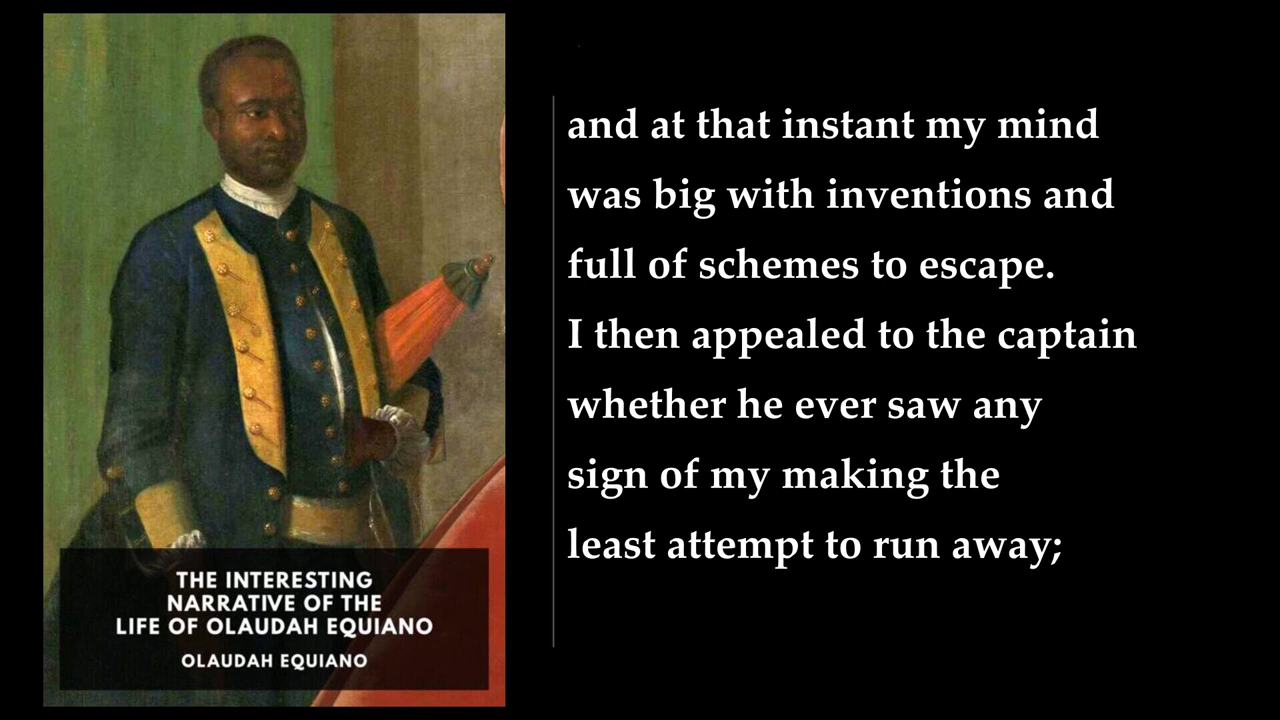 THE INTERESTING
NARRATIVE OF THE
LIFE OF OLAUDAH EQUIANO
OLAUDAH EQUIANO
and at that instant my mind
was big with inventions and
full of schemes to escape.
I then appealed to the captain
whether he ever saw any
sign of my making the
least attempt to run away;